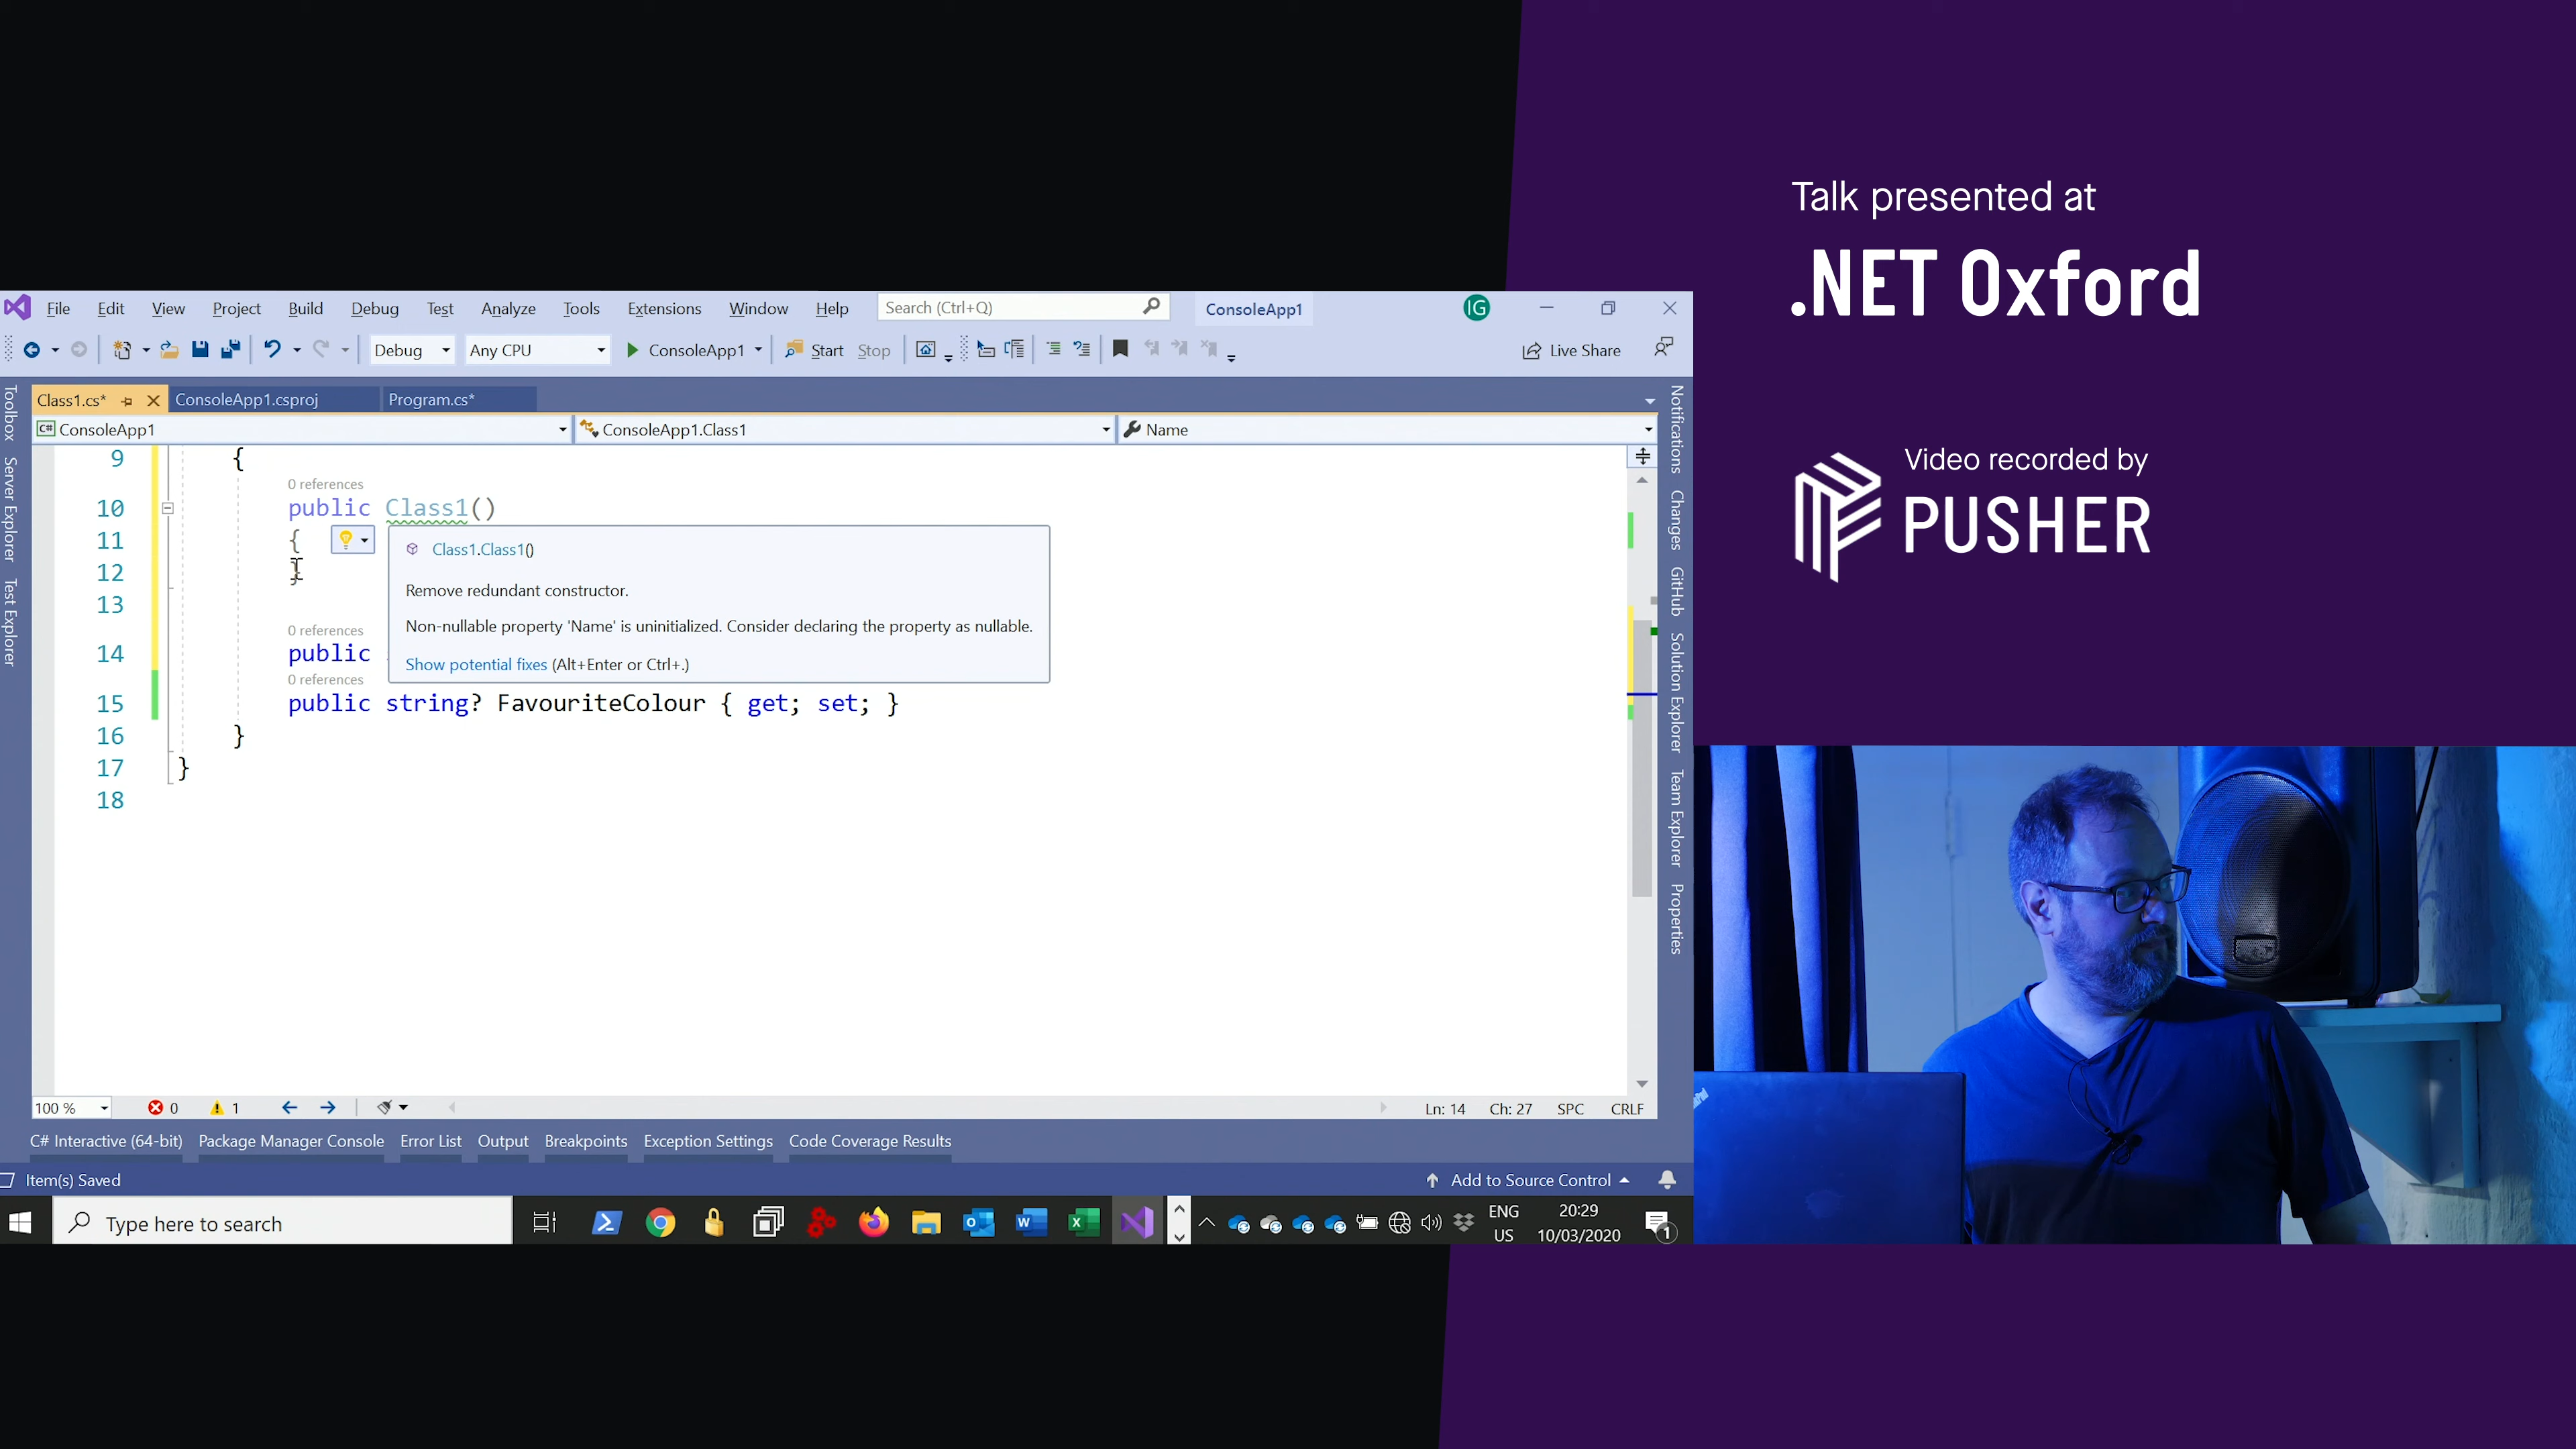 Talk presented at
.NET Oxford
Video recorded by
PUSHER
File Edit View Project Build Debug Test Analyze Tools Extensions Window Help Search (Ctrl+Q) ConsoleApp1 IG
Debug Any CPU ConsoleApp1 Start Stop Live Share
Class1.cs* ConsoleApp1.csproj Program.cs*
C# ConsoleApp1 ConsoleApp1.Class1 Name
Toolbox
Server Explorer
Test Explorer
9 {
0 references
10 public Class1()
11 {
12 }
13
0 references
14 public
0 references
15 public string? FavouriteColour { get; set; }
16 }
17 }
18
Class1.Class1()
Remove redundant constructor.
Non-nullable property 'Name' is uninitialized. Consider declaring the property as nullable.
Show potential fixes (Alt+Enter or Ctrl+.)
Notifications
Changes
GitHub
Solution Explorer
Team Explorer
Properties
100 % 0 1 Ln: 14 Ch: 27 SPC CRLF
C# Interactive (64-bit) Package Manager Console Error List Output Breakpoints Exception Settings Code Coverage Results
Item(s) Saved Add to Source Control
Type here to search ENG 20:29
US 10/03/2020 1